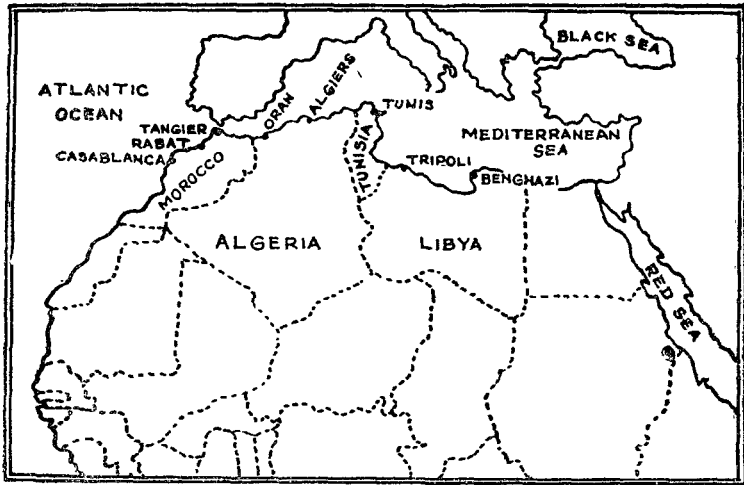 BLACK SEA
ATLANTIC
OCEAN
ORAN
ALGIERS
TUNIS
TANGIER
RABAT
CASABLANCA
MOROCCO
TUNISIA
MEDITERRANEAN
SEA
TRIPOLI
BENGHAZI
ALGERIA
LIBYA
RED SEA